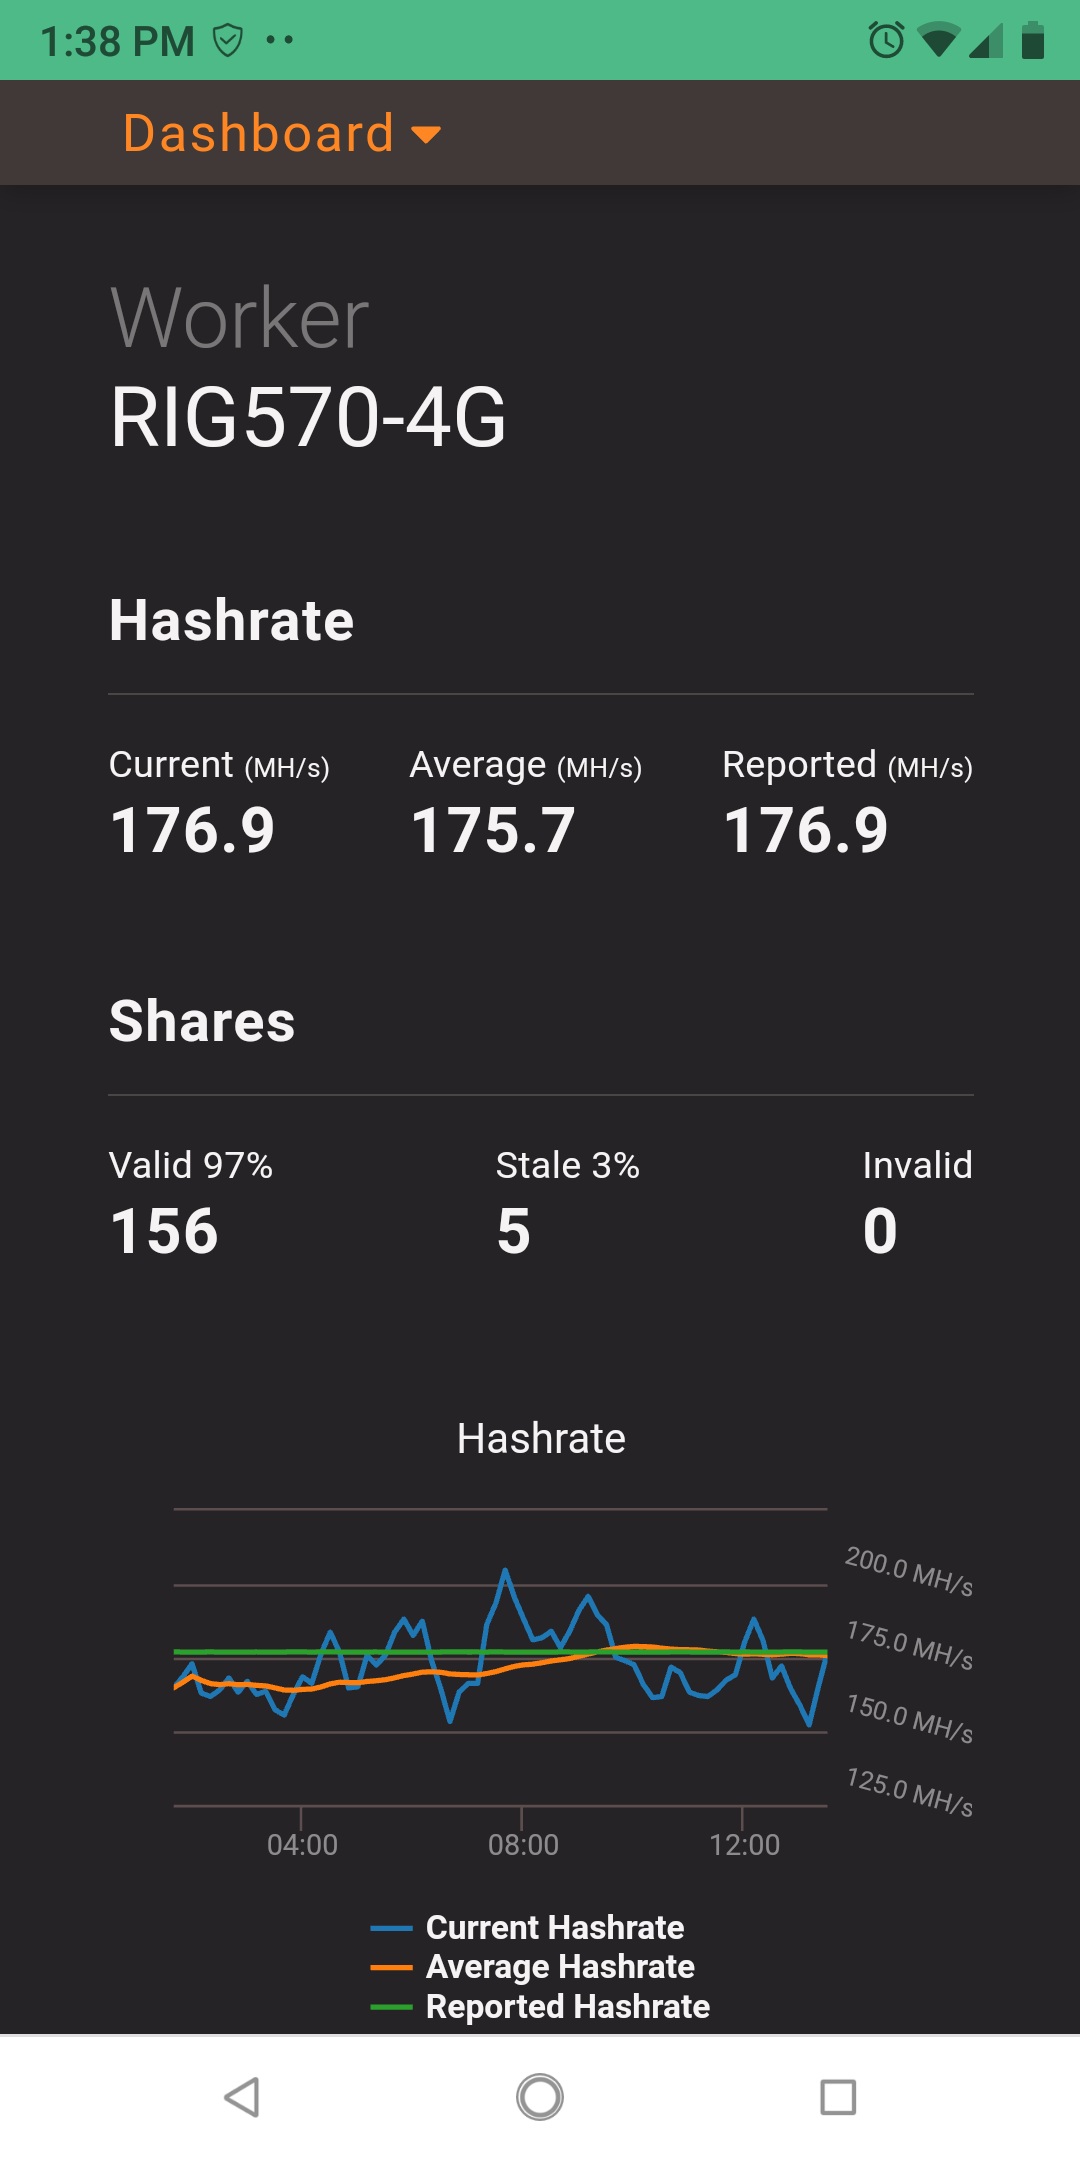 1:38 PM
Dashboard
Worker
RIG570-4G
Hashrate
Current (MH/s) Average (MH/s) Reported (MH/s)
176.9 175.7 176.9
Shares
Valid 97% Stale 3% Invalid
156 5 0
Hashrate
200.0 MH/s
175.0 MH/s
150.0 MH/s
125.0 MH/s
04:00 08:00 12:00
Current Hashrate
Average Hashrate
Reported Hashrate